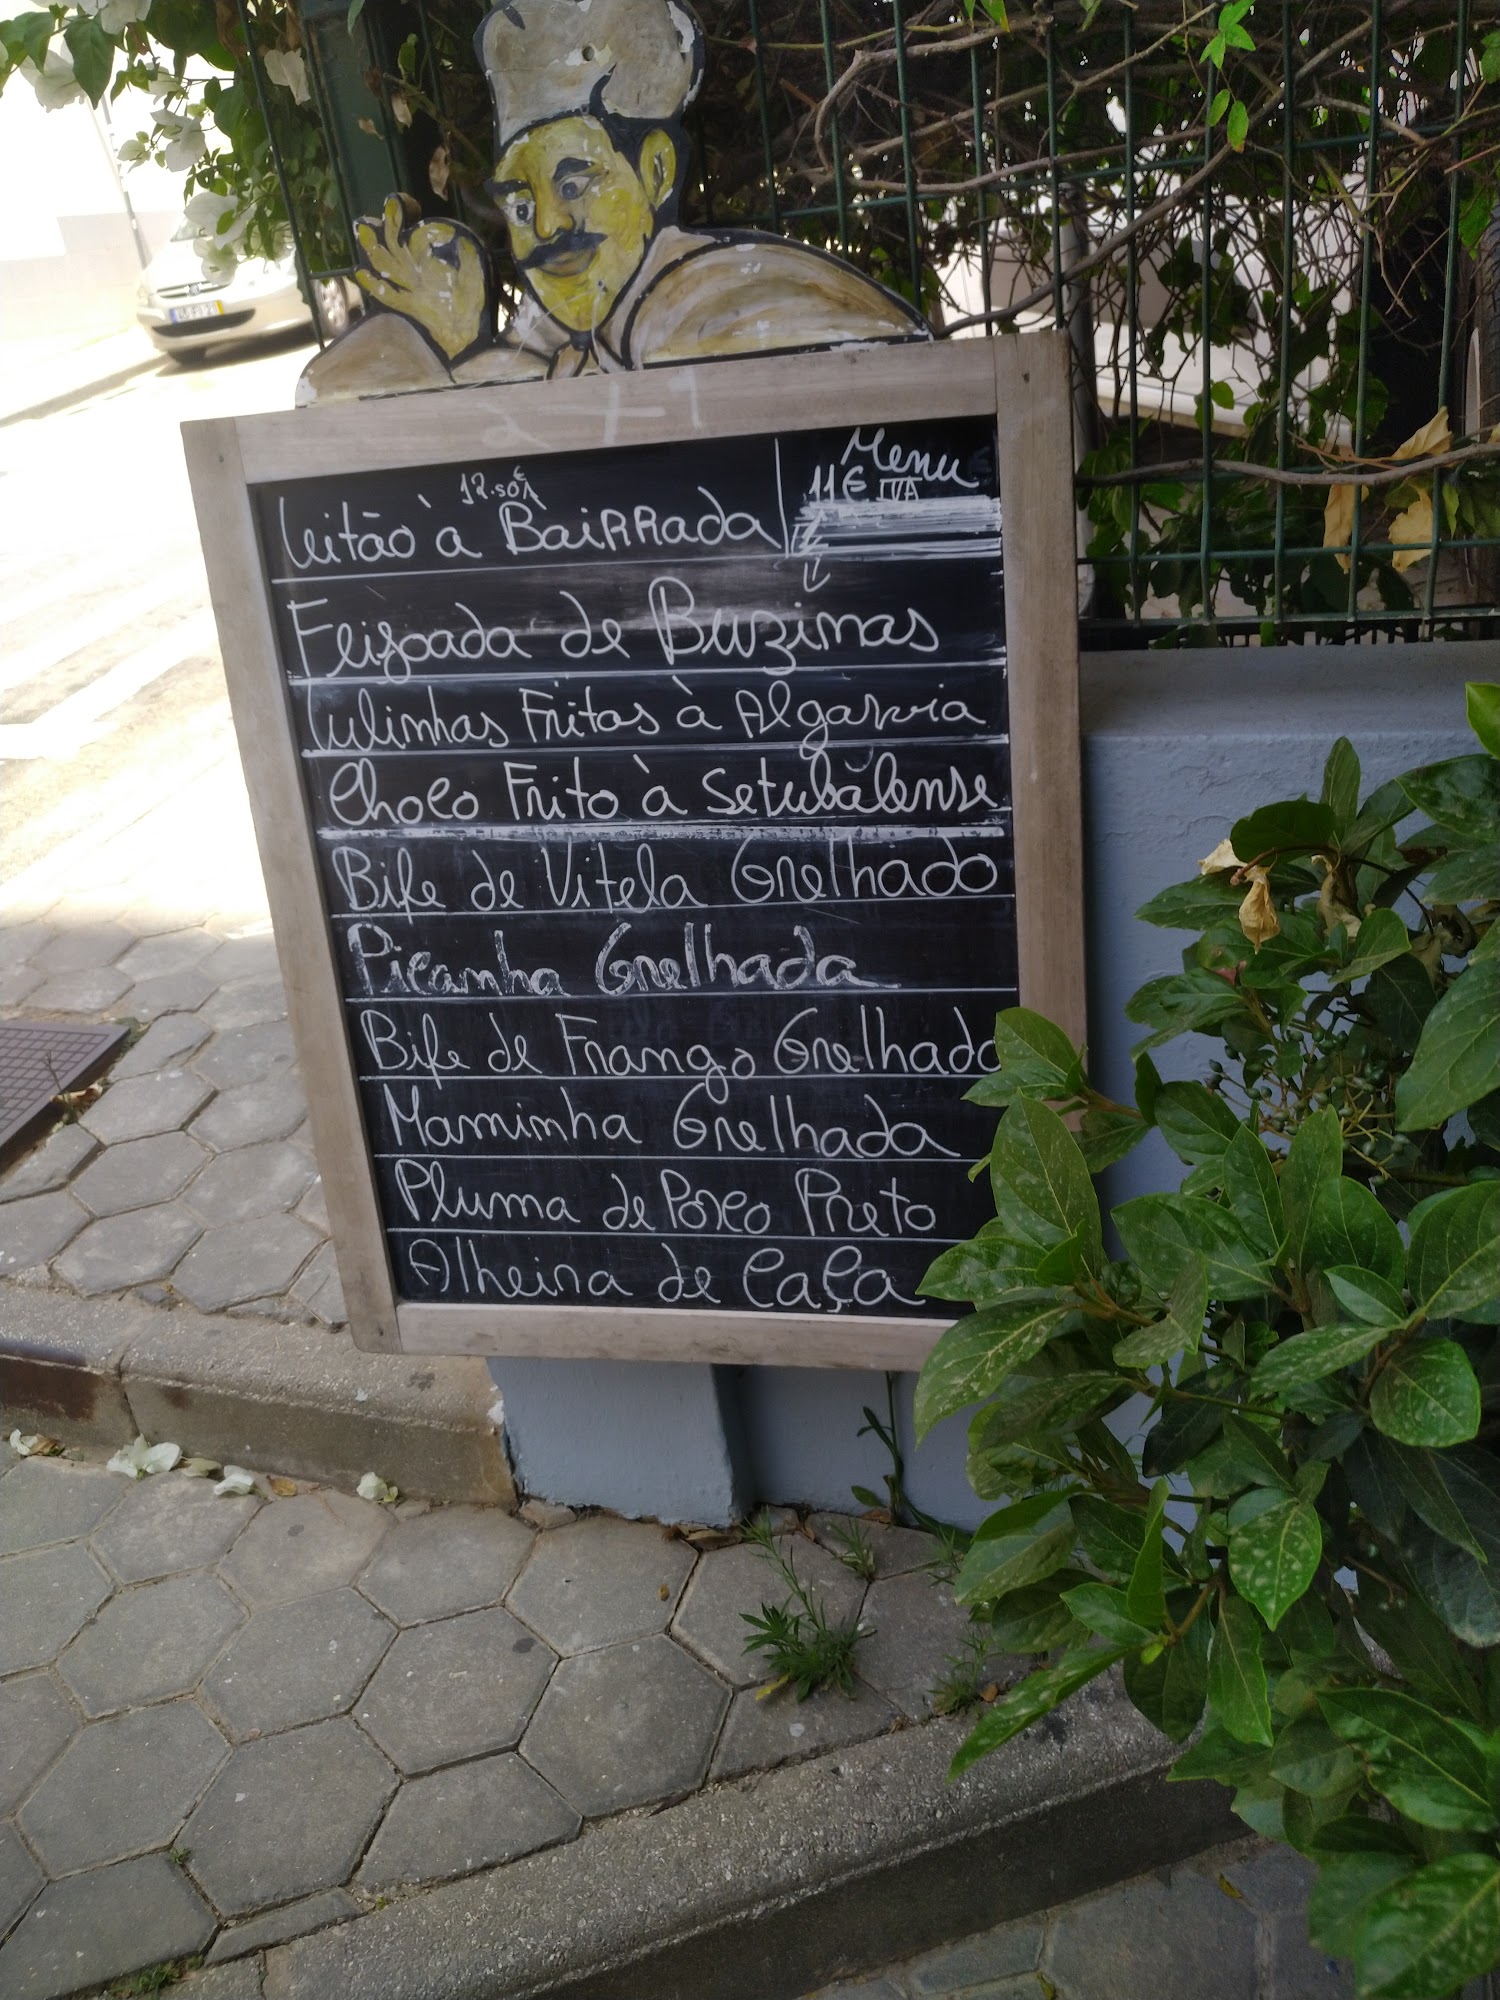 Menu
12.50€
11€ IVA
Leitão à BaiRRada
Feijoada de Buzinas
Lulinhas Fritas à Algarvia
Choco Frito à Setubalense
Bife de Vitela Grelhado
Picanha Grelhada
Bife de Frango Grelhado
Maminha Grelhada
Pluma de Porco Preto
Alheira de Caça